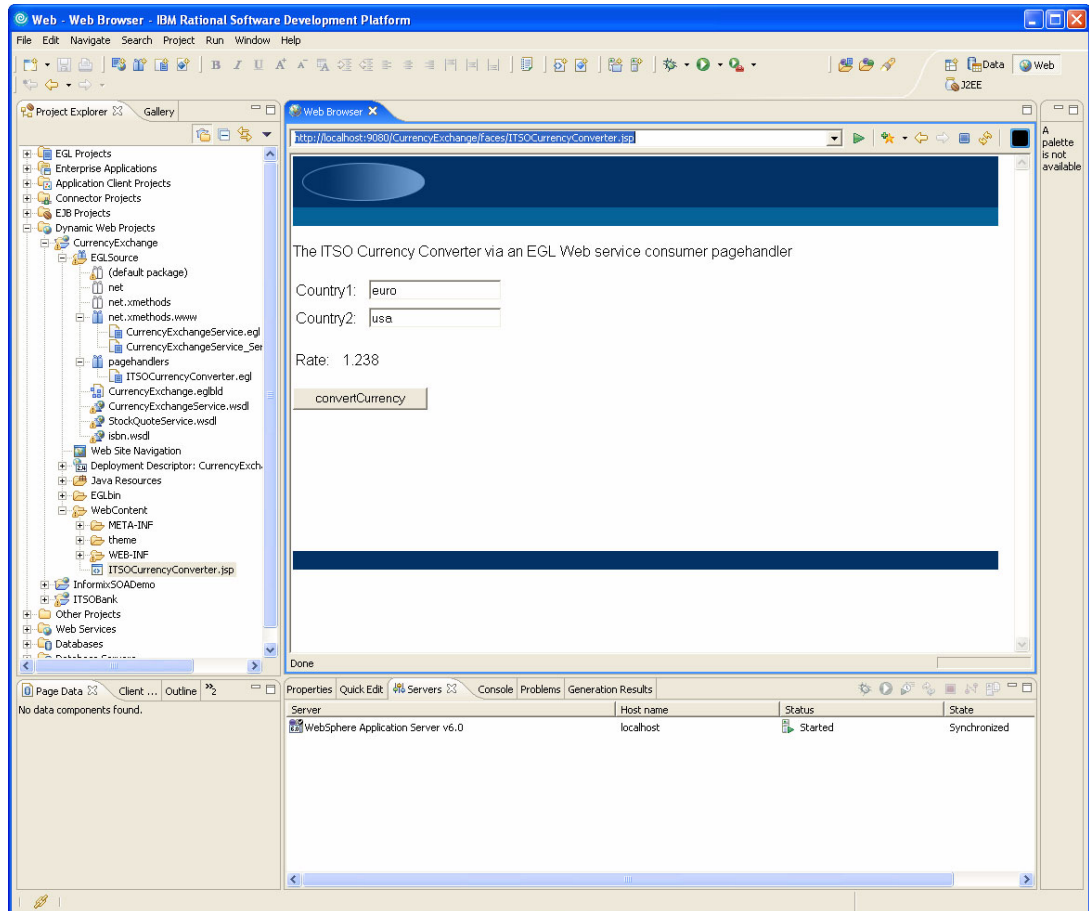 Web - Web Browser - IBM Rational Software Development Platform
File Edit Navigate Search Project Run Window Help
Data
Web
J2EE
Project Explorer
Gallery
EGL Projects
Enterprise Applications
Application Client Projects
Connector Projects
EJB Projects
Dynamic Web Projects
CurrencyExchange
EGLSource
(default package)
net
net.xmethods
net.xmethods.www
CurrencyExchangeService.egl
CurrencyExchangeService_Ser
pagehandlers
ITSOCurrencyConverter.egl
CurrencyExchange.eglbld
CurrencyExchangeService.wsdl
StockQuoteService.wsdl
isbn.wsdl
Web Site Navigation
Deployment Descriptor: CurrencyExch
Java Resources
EGLbin
WebContent
META-INF
theme
WEB-INF
ITSOCurrencyConverter.jsp
InformixSOADemo
ITSOBank
Other Projects
Web Services
Databases
Web Browser
http://localhost:9080/CurrencyExchange/faces/ITSOCurrencyConverter.jsp
The ITSO Currency Converter via an EGL Web service consumer pagehandler
Country1: euro
Country2: usa
Rate: 1.238
convertCurrency
Done
A
palette
is not
available
Page Data Client ... Outline »2
No data components found.
Properties Quick Edit Servers Console Problems Generation Results
Server Host name Status State
WebSphere Application Server v6.0 localhost Started Synchronized